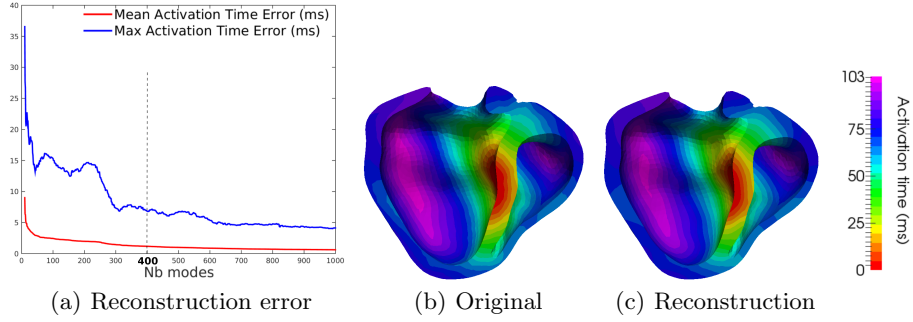 Mean Activation Time Error (ms)
Max Activation Time Error (ms)
40
35
30
25
20
15
10
5
0
0 100 200 300 400 500 600 700 800 900 1000
Nb modes
(a) Reconstruction error
(b) Original
(c) Reconstruction
103
75
50
25
0
Activation time (ms)